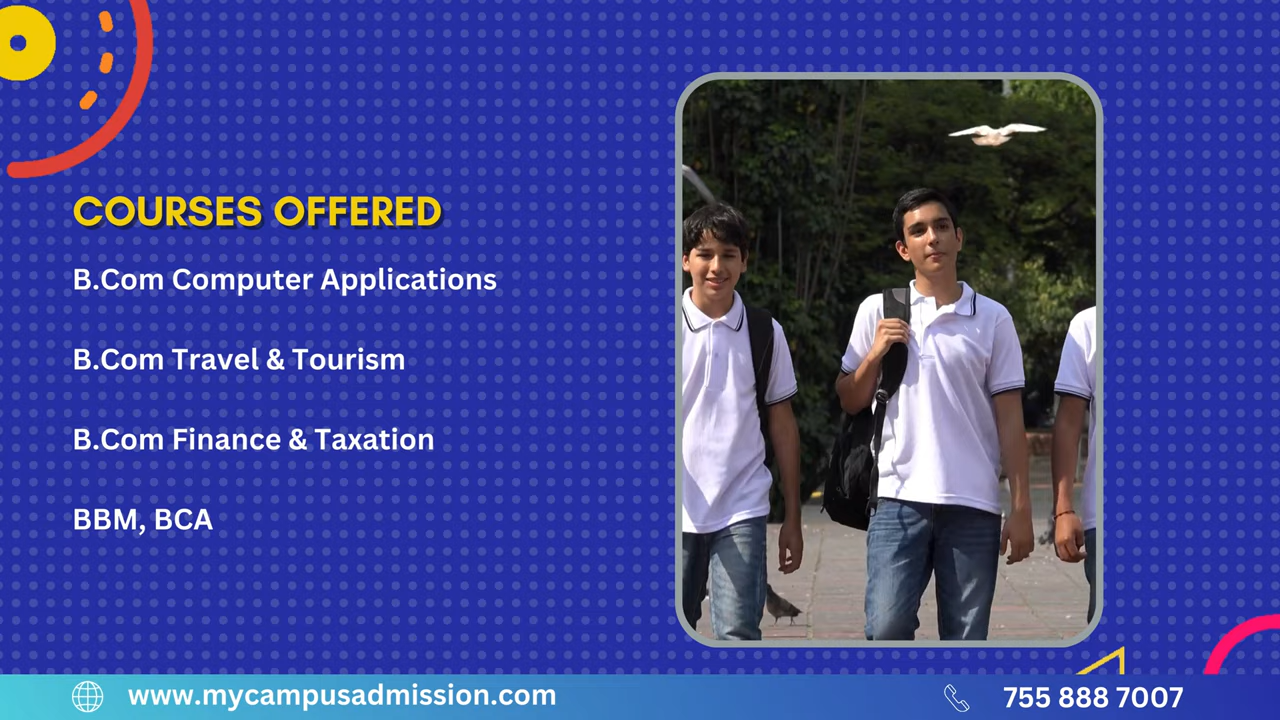 COURSES OFFERED
B.Com Computer Applications
B.Com Travel & Tourism
B.Com Finance & Taxation
BBM, BCA
www.mycampusadmission.com
755 888 7007